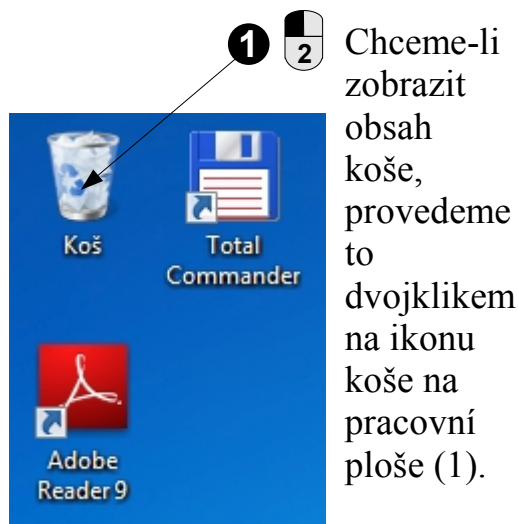 1
2
Chceme-li
zobrazit
obsah
koše,
provedeme
to
dvojklikem
na ikonu
koše na
pracovní
ploše (1).
Koš
Total
Commander
Adobe
Reader 9